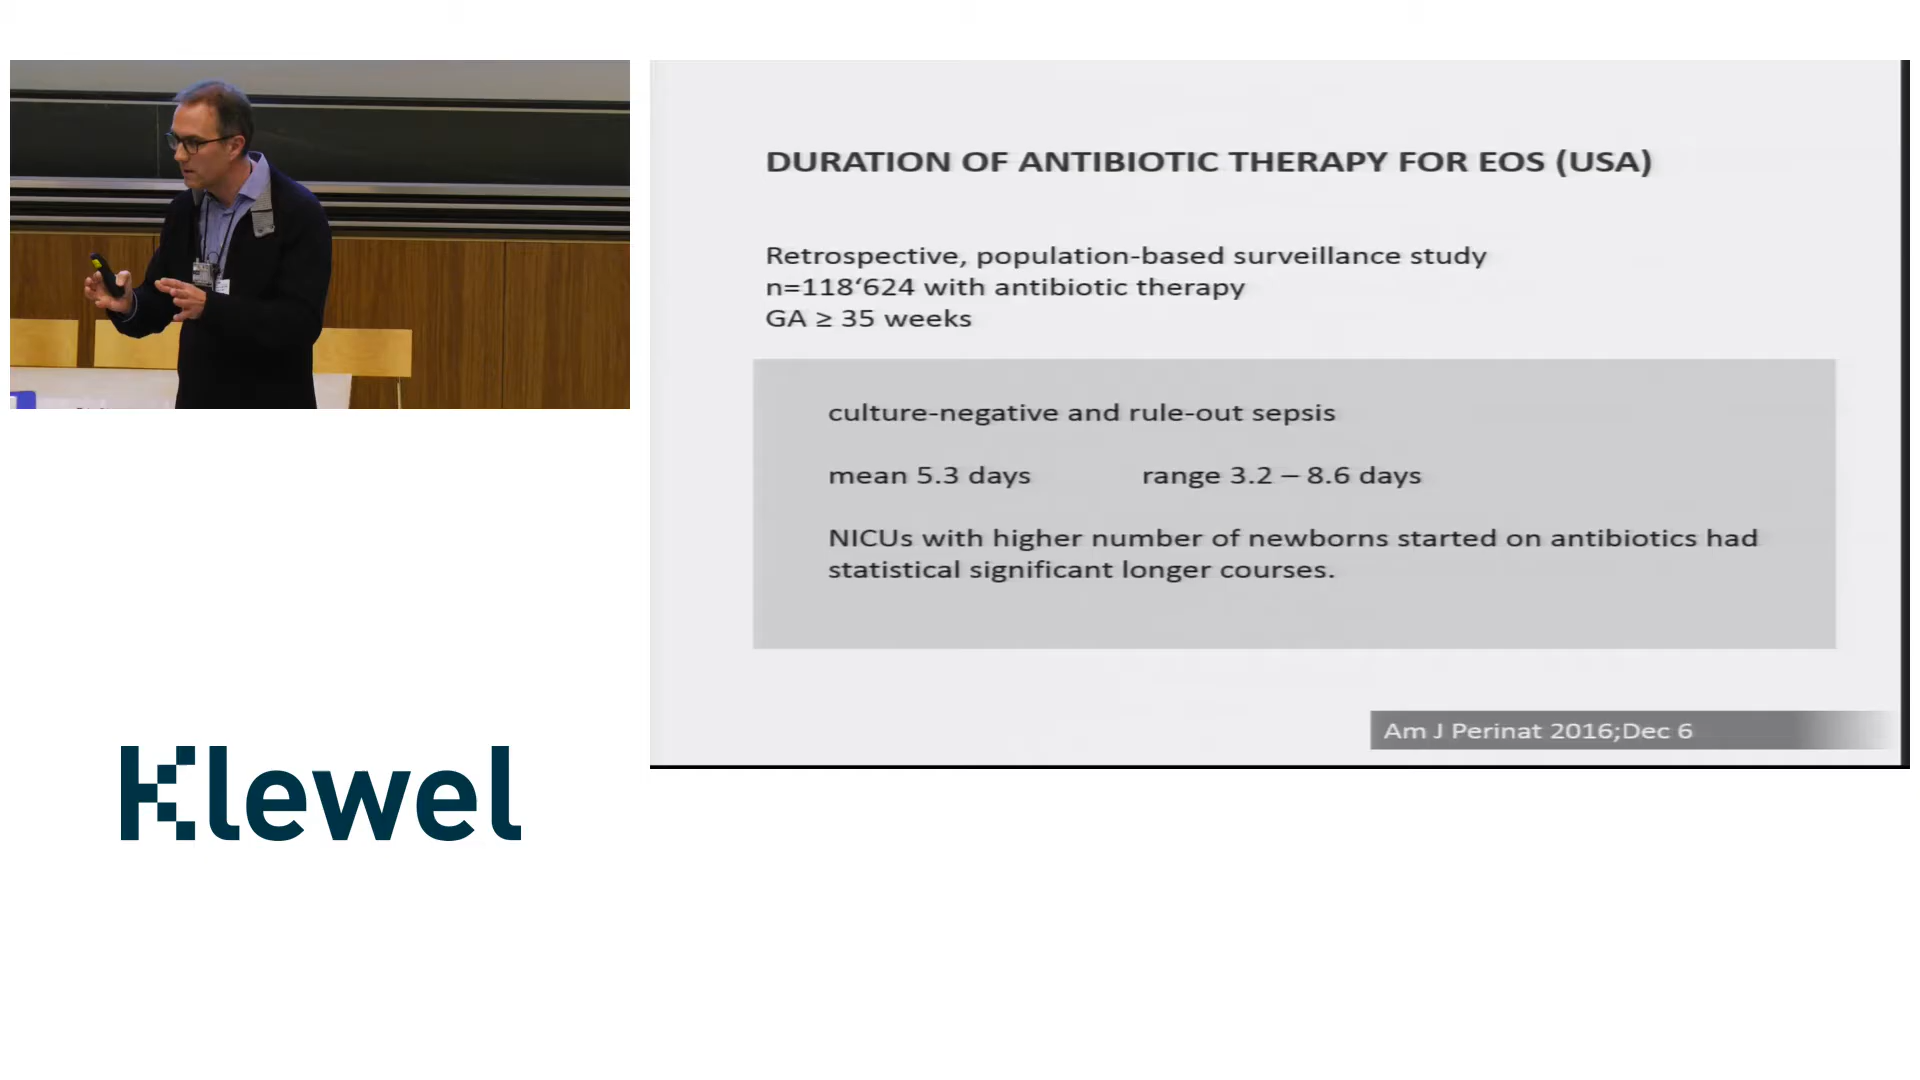 DURATION OF ANTIBIOTIC THERAPY FOR EOS (USA)
Retrospective, population-based surveillance study
n=118‘624 with antibiotic therapy
GA ≥ 35 weeks
culture-negative and rule-out sepsis
mean 5.3 days range 3.2 – 8.6 days
NICUs with higher number of newborns started on antibiotics had
statistical significant longer courses.
Am J Perinat 2016;Dec 6
Klewel